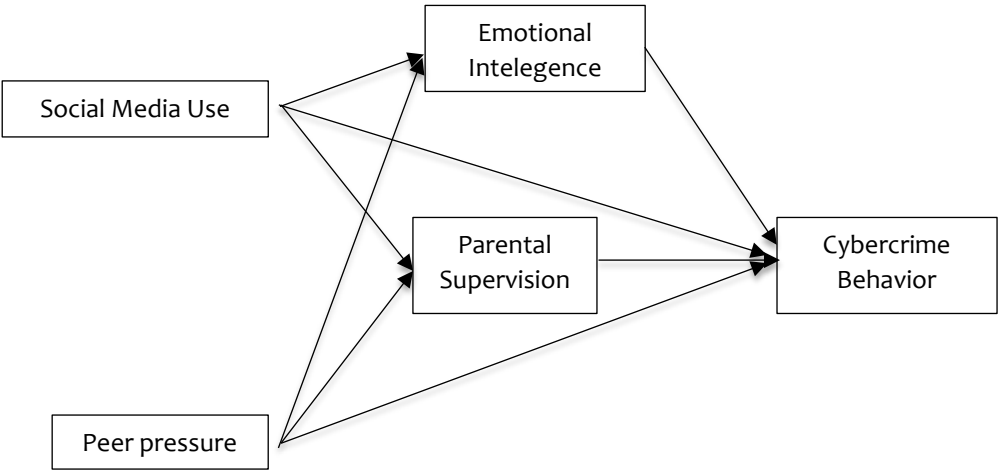 Emotional
Intelegence
Social Media Use
Parental
Supervision
Cybercrime
Behavior
Peer pressure